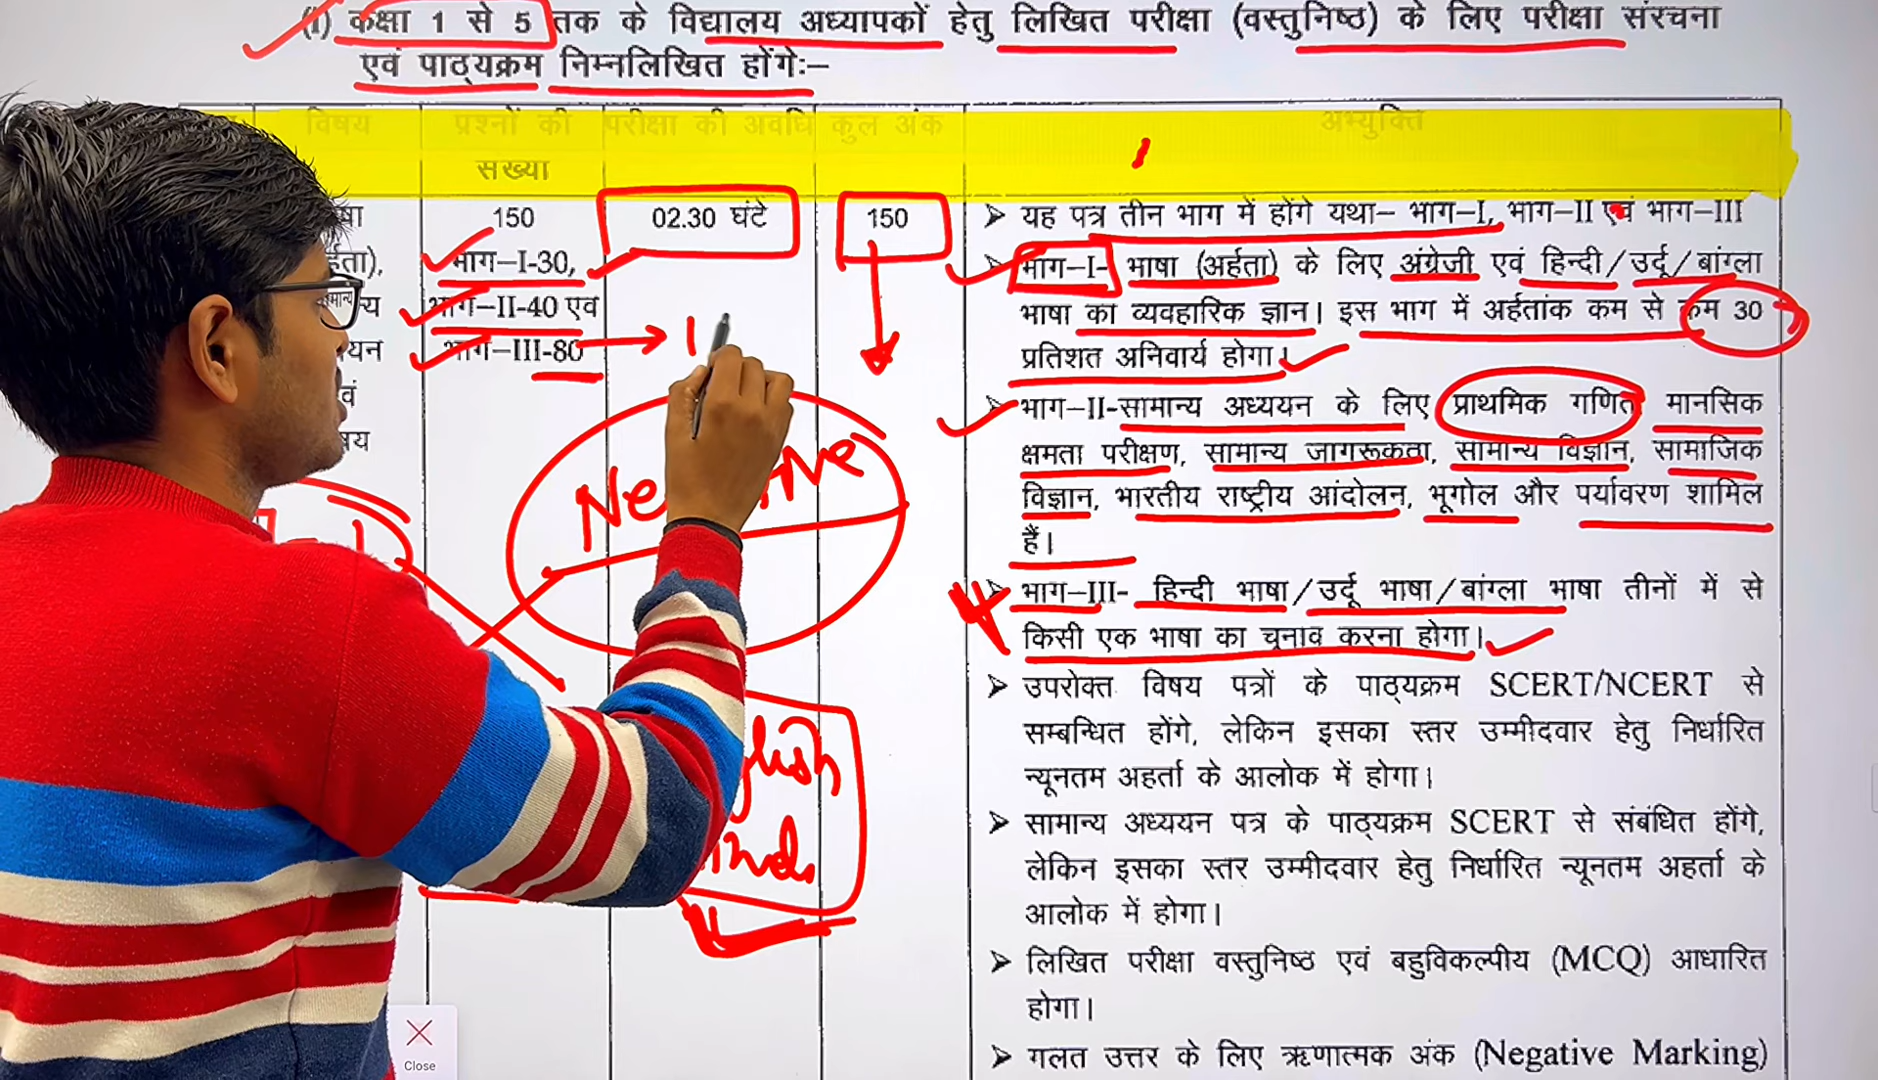 (i) कक्षा 1 से 5 तक के विद्यालय अध्यापकों हेतु लिखित परीक्षा (वस्तुनिष्ठ) के लिए परीक्षा संरचना
एवं पाठ्यक्रम निम्नलिखित होंगेः–
विषय प्रश्नों की परीक्षा की अवधि कुल अंक अभ्युक्ति
सख्या
150 02.30 घंटे 150
भाग–I-30,
भाग–II-40 एवं
भाग–III-80
➤ यह पत्र तीन भाग में होंगे यथा– भाग–I, भाग–II एवं भाग–III
➤ भाग–I- भाषा (अर्हता) के लिए अंग्रेजी एवं हिन्दी/उर्दू/बांग्ला
भाषा का व्यवहारिक ज्ञान। इस भाग में अर्हतांक कम से कम 30
प्रतिशत अनिवार्य होगा।
➤ भाग–II-सामान्य अध्ययन के लिए प्राथमिक गणित, मानसिक
क्षमता परीक्षण, सामान्य जागरूकता, सामान्य विज्ञान, सामाजिक
विज्ञान, भारतीय राष्ट्रीय आंदोलन, भूगोल और पर्यावरण शामिल
हैं।
➤ भाग–III- हिन्दी भाषा/उर्दू भाषा/बांग्ला भाषा तीनों में से
किसी एक भाषा का चुनाव करना होगा।
➤ उपरोक्त विषय पत्रों के पाठ्यक्रम SCERT/NCERT से
सम्बन्धित होंगे, लेकिन इसका स्तर उम्मीदवार हेतु निर्धारित
न्यूनतम अहर्ता के आलोक में होगा।
➤ सामान्य अध्ययन पत्र के पाठ्यक्रम SCERT से संबंधित होंगे,
लेकिन इसका स्तर उम्मीदवार हेतु निर्धारित न्यूनतम अहर्ता के
आलोक में होगा।
➤ लिखित परीक्षा वस्तुनिष्ठ एवं बहुविकल्पीय (MCQ) आधारित
होगा।
➤ गलत उत्तर के लिए ऋणात्मक अंक (Negative Marking)
Close